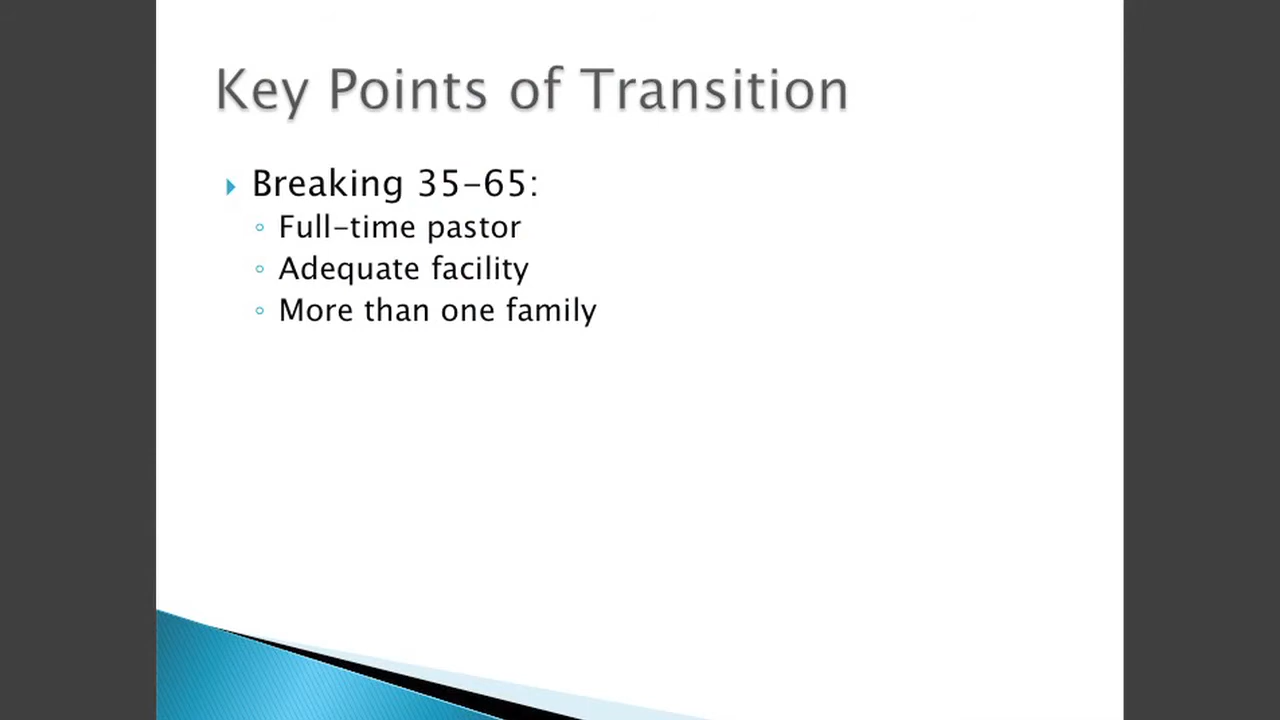 Key Points of Transition
Breaking 35-65:
Full-time pastor
Adequate facility
More than one family